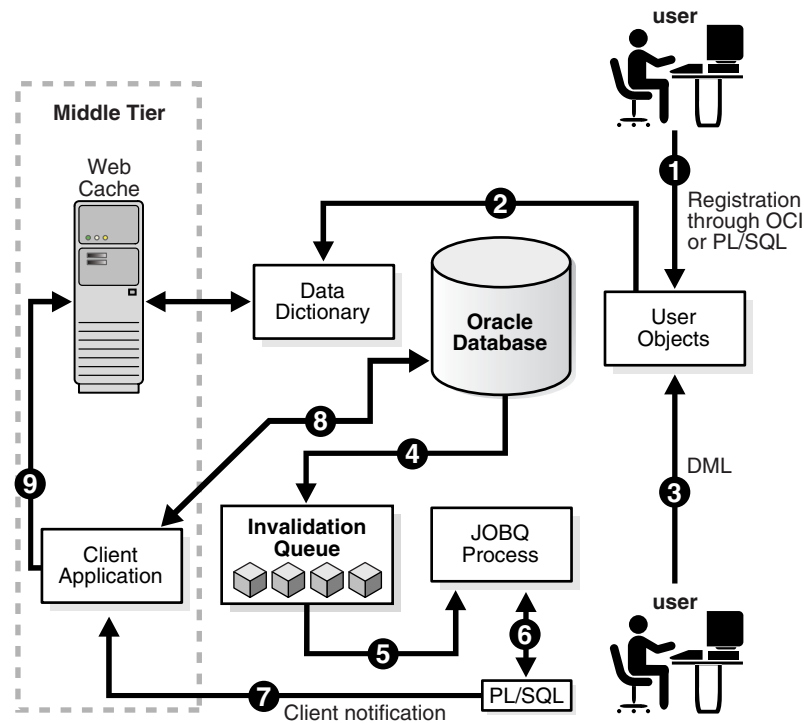 user
Middle Tier
Web
Cache
1
2
Registration
through OCI
or PL/SQL
Data
Dictionary
Oracle
Database
User
Objects
8
4
DML
9
3
Invalidation
Queue
JOBQ
Process
Client
Application
user
5
6
7
PL/SQL
Client notification